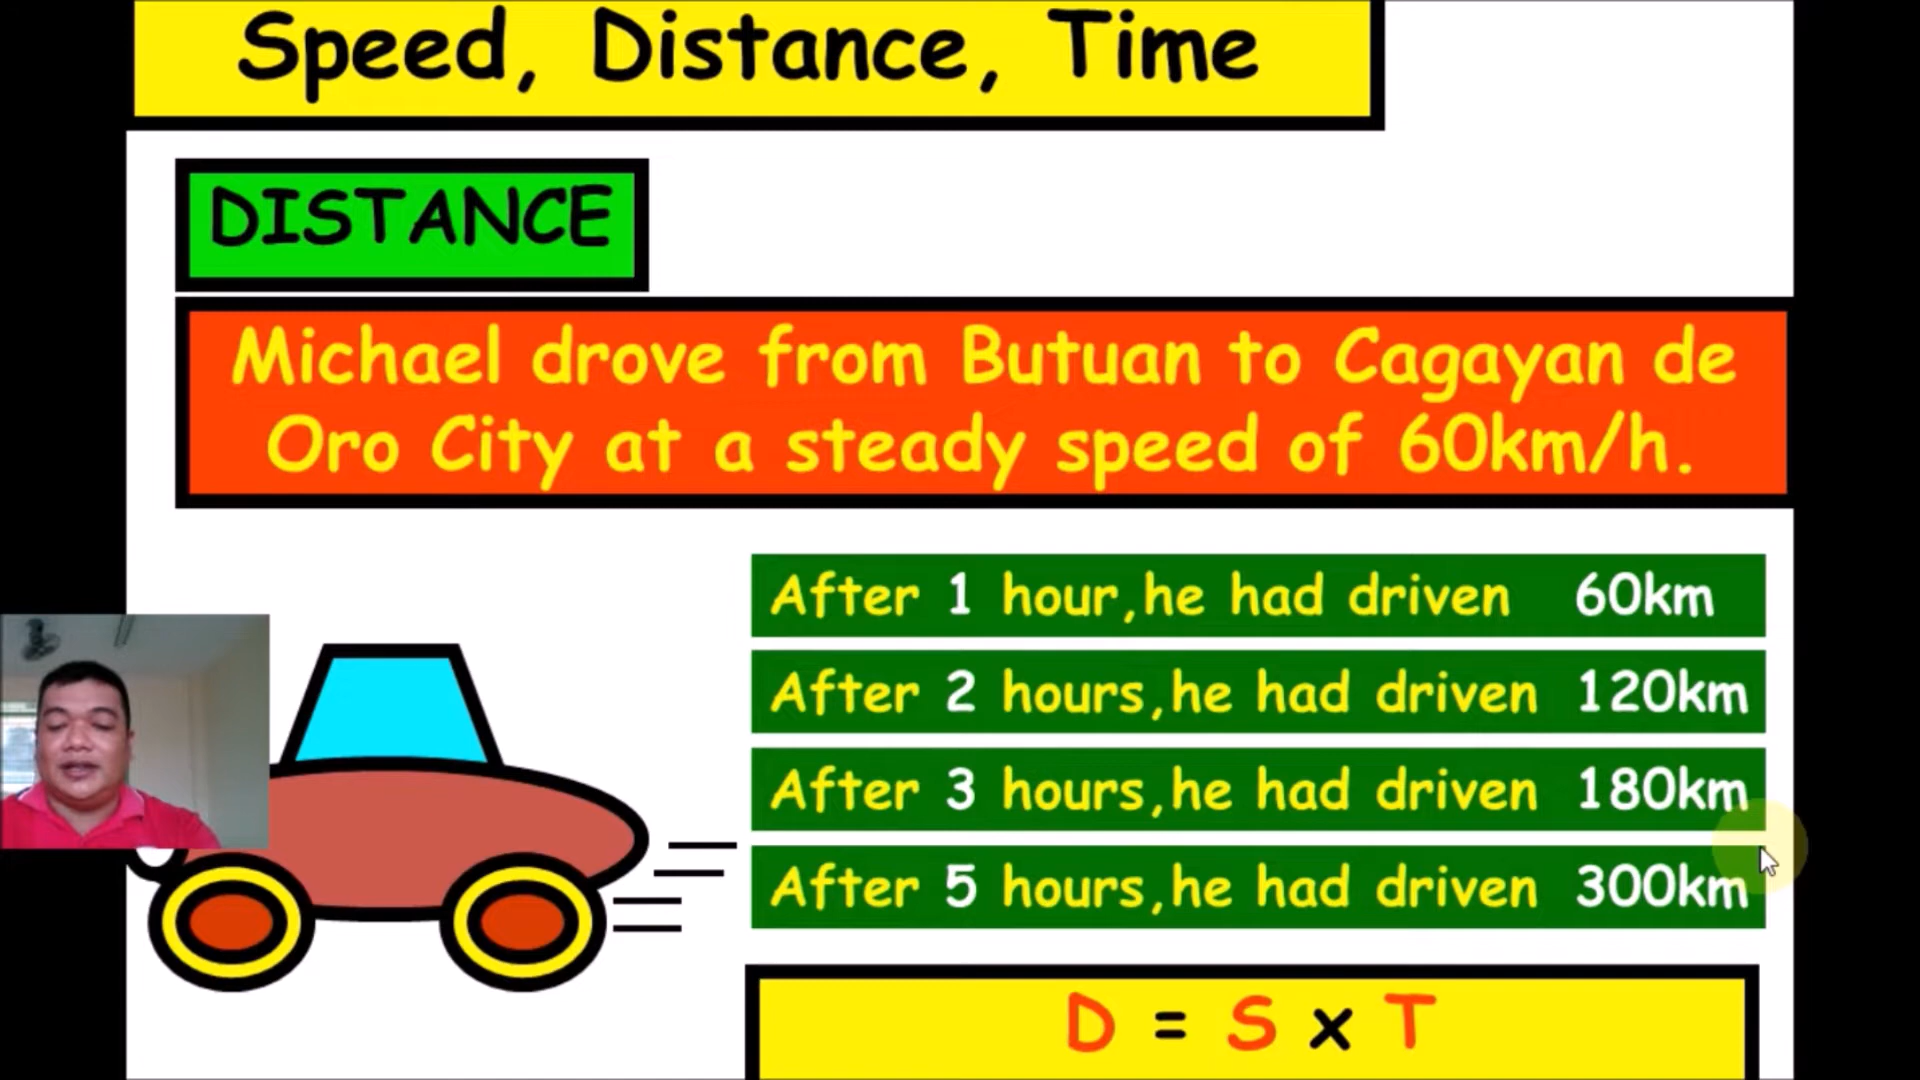 Speed, Distance, Time
DISTANCE
Michael drove from Butuan to Cagayan de
Oro City at a steady speed of 60km/h.
After 1 hour,he had driven 60km
After 2 hours,he had driven 120km
After 3 hours,he had driven 180km
After 5 hours,he had driven 300km
D = S x T